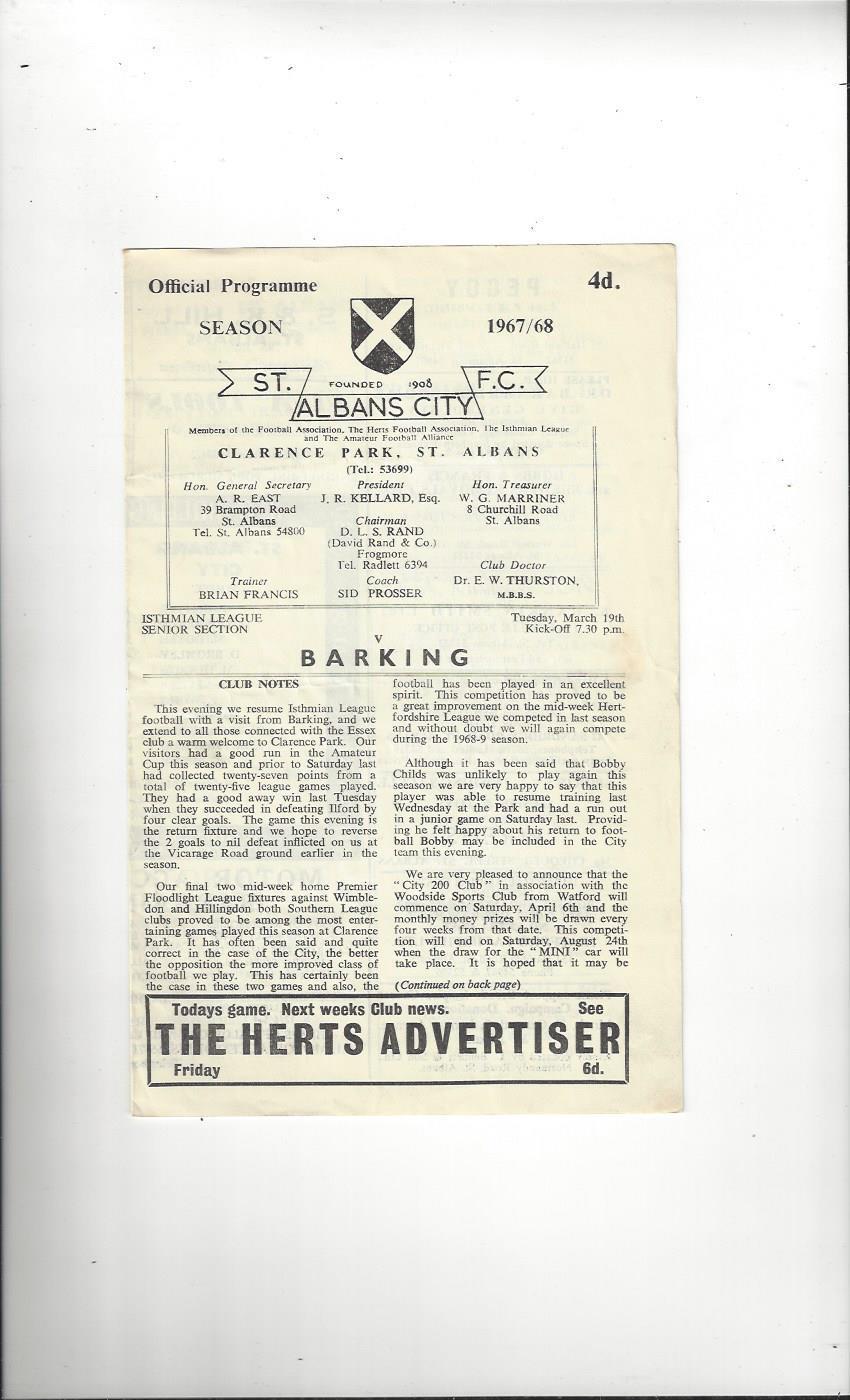 Official Programme 4d.
SEASON 1967/68
ST. FOUNDED 1908 F.C.
ALBANS CITY
Members of the Football Association, The Herts Football Association, The Isthmian League
and The Amateur Football Alliance
CLARENCE PARK, ST. ALBANS
(Tel.: 53699)
Hon. General Secretary
A. R. EAST
39 Brampton Road
St. Albans
Tel. St. Albans 54800
President
J. R. KELLARD, Esq.
Chairman
D. L. S. RAND
(David Rand & Co.)
Frogmore
Tel. Radlett 6394
Hon. Treasurer
W. G. MARRINER
8 Churchill Road
St. Albans
Trainer
BRIAN FRANCIS
Coach
SID PROSSER
Club Doctor
Dr. E. W. THURSTON,
M.B.B.S.
ISTHMIAN LEAGUE
SENIOR SECTION
Tuesday, March 19th
Kick-Off 7.30 p.m.
v
BARKING
CLUB NOTES
This evening we resume Isthmian League
football with a visit from Barking, and we
extend to all those connected with the Essex
club a warm welcome to Clarence Park. Our
visitors had a good run in the Amateur
Cup this season and prior to Saturday last
had collected twenty-seven points from a
total of twenty-five league games played.
They had a good away win last Tuesday
when they succeeded in defeating Ilford by
four clear goals. The game this evening is
the return fixture and we hope to reverse
the 2 goals to nil defeat inflicted on us at
the Vicarage Road ground earlier in the
season.
Our final two mid-week home Premier
Floodlight League fixtures against Wimble-
don and Hillingdon both Southern League
clubs proved to be among the most enter-
taining games played this season at Clarence
Park. It has often been said and quite
correct in the case of the City, the better
the opposition the more improved class of
football we play. This has certainly been
the case in these two games and also, the
football has been played in an excellent
spirit. This competition has proved to be
a great improvement on the mid-week Hert-
fordshire League we competed in last season
and without doubt we will again compete
during the 1968-9 season.
Although it has been said that Bobby
Childs was unlikely to play again this
seeason we are very happy to say that this
player was able to resume training last
Wednesday at the Park and had a run out
in a junior game on Saturday last. Provid-
ing he felt happy about his return to foot-
ball Bobby may be included in the City
team this evening.
We are very pleased to announce that the
"City 200 Club" in association with the
Woodside Sports Club from Watford will
commence on Saturday, April 6th and the
monthly money prizes will be drawn every
four weeks from that date. This competi-
tion will end on Saturday, August 24th
when the draw for the "MINI" car will
take place. It is hoped that it may be
(Continued on back page)
Todays game. Next weeks Club news. See
THE HERTS ADVERTISER
Friday 6d.